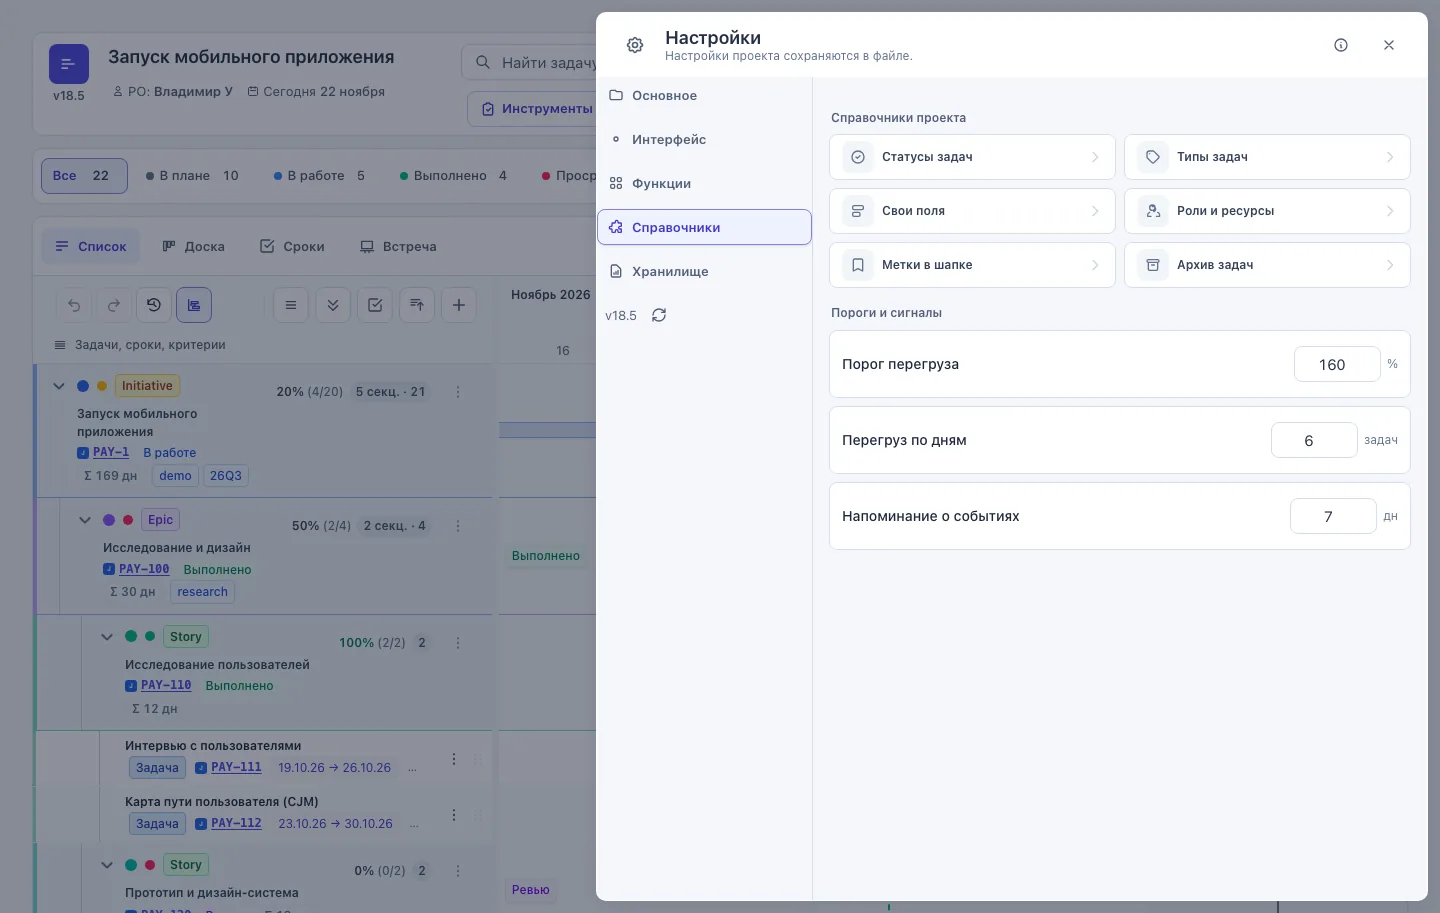 Запуск мобильного приложения
v18.5
PO: Владимир У
Сегодня 22 ноября
Найти задачу
Инструменты
Все 22
В плане 10
В работе 5
Выполнено 4
Проср
Список
Доска
Сроки
Встреча
Ноябрь 2026
Задачи, сроки, критерии
16
Initiative
20% (4/20)
5 секц. · 21
Запуск мобильного
приложения
PAY-1 В работе
Σ 169 дн demo 26Q3
Epic
50% (2/4)
2 секц. · 4
Исследование и дизайн
PAY-100 Выполнено
Σ 30 дн research
Выполнено
Story
100% (2/2) 2
Исследование пользователей
PAY-110 Выполнено
Σ 12 дн
Интервью с пользователями
Задача PAY-111 19.10.26 → 26.10.26 ...
Карта пути пользователя (CJM)
Задача PAY-112 23.10.26 → 30.10.26 ...
Story
0% (0/2) 2
Прототип и дизайн-система
Ревью
Настройки
Настройки проекта сохраняются в файле.
Основное
Интерфейс
Функции
Справочники
Хранилище
v18.5
Справочники проекта
Статусы задач
Типы задач
Свои поля
Роли и ресурсы
Метки в шапке
Архив задач
Пороги и сигналы
Порог перегруза 160 %
Перегруз по дням 6 задач
Напоминание о событиях 7 дн